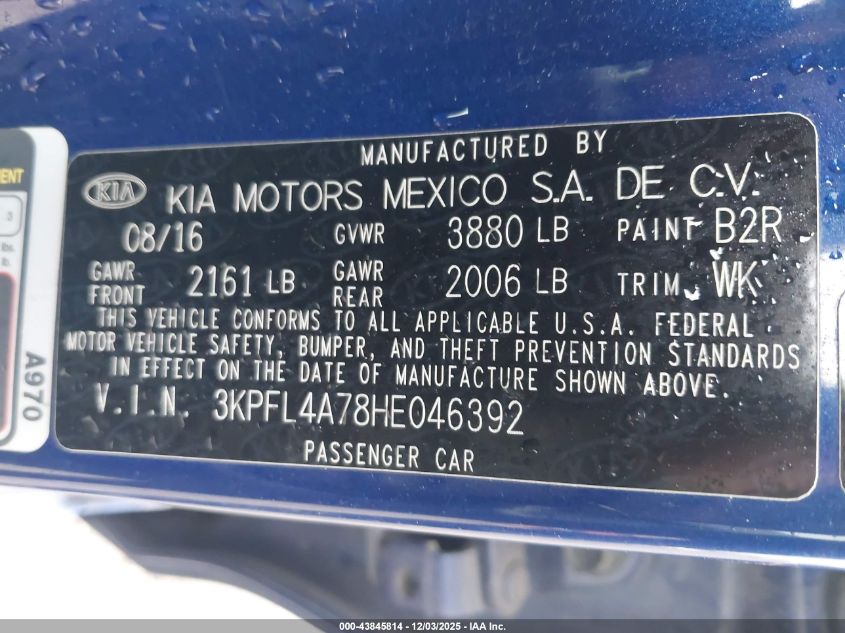 MANUFACTURED BY
KIA KIA MOTORS MEXICO S.A. DE C.V.
08/16 GVWR 3880 LB PAINT B2R
GAWR FRONT 2161 LB GAWR REAR 2006 LB TRIM WK
THIS VEHICLE CONFORMS TO ALL APPLICABLE U.S.A. FEDERAL
MOTOR VEHICLE SAFETY, BUMPER, AND THEFT PREVENTION STANDARDS
IN EFFECT ON THE DATE OF MANUFACTURE SHOWN ABOVE.
V.I.N. 3KPFL4A78HE046392
PASSENGER CAR
3
lbs.
A970
000-43845814 - 12/03/2025 - IAA Inc.